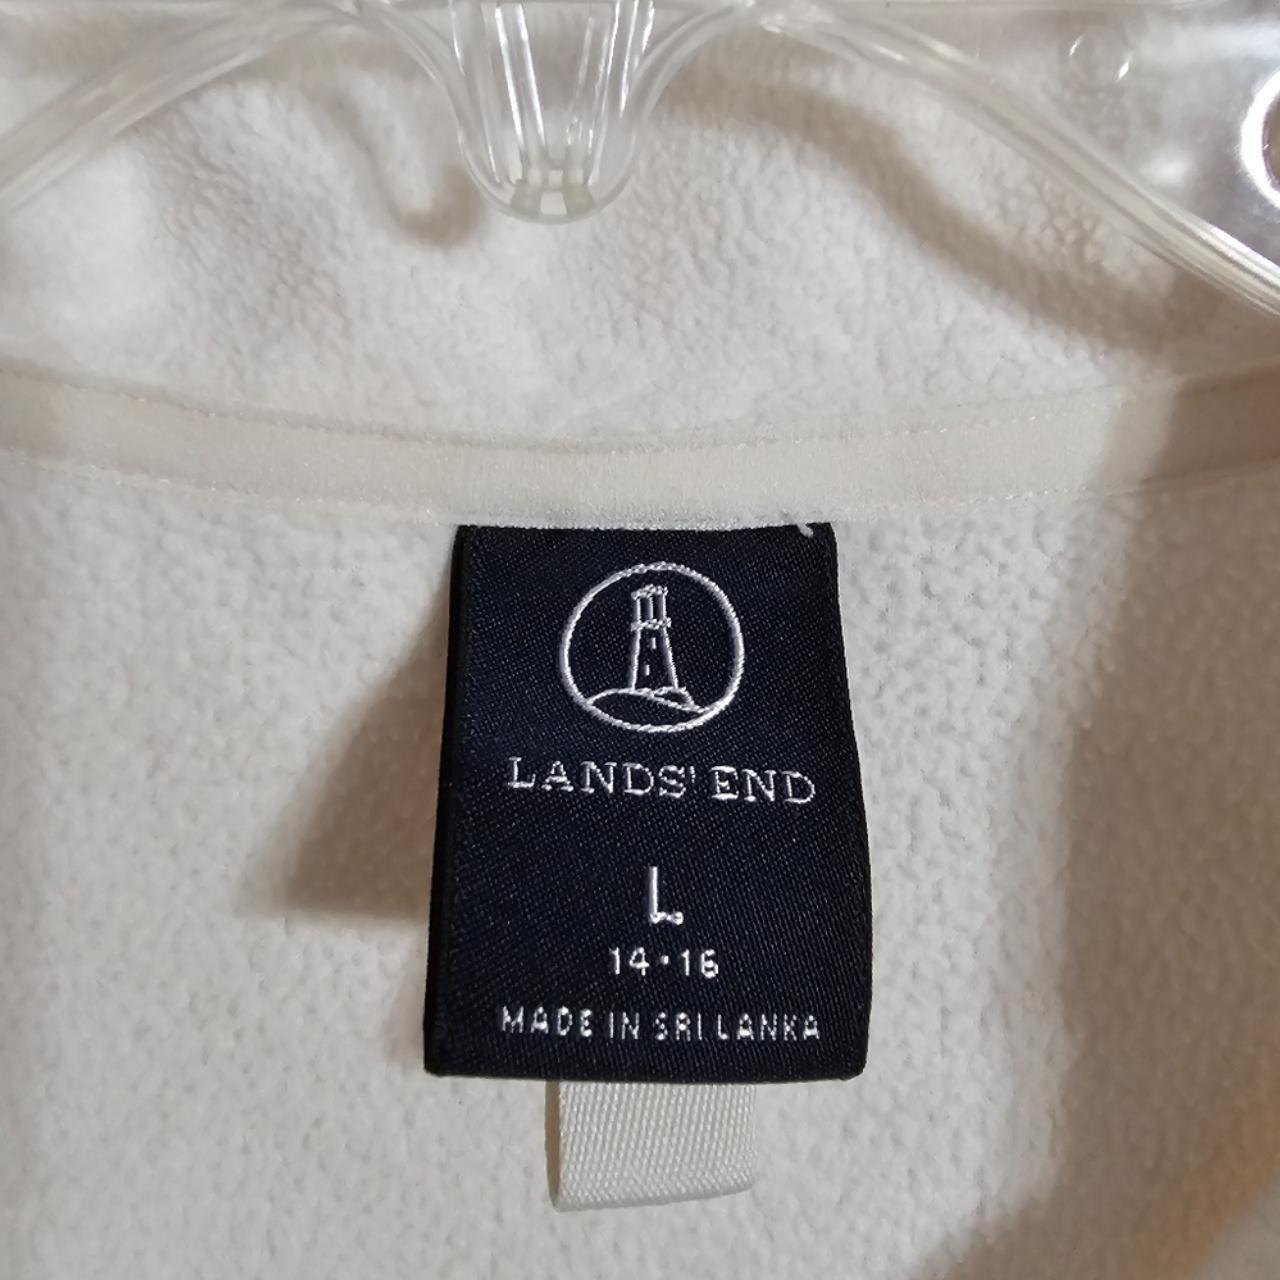 LANDS' END
L
14·16
MADE IN SRI LANKA